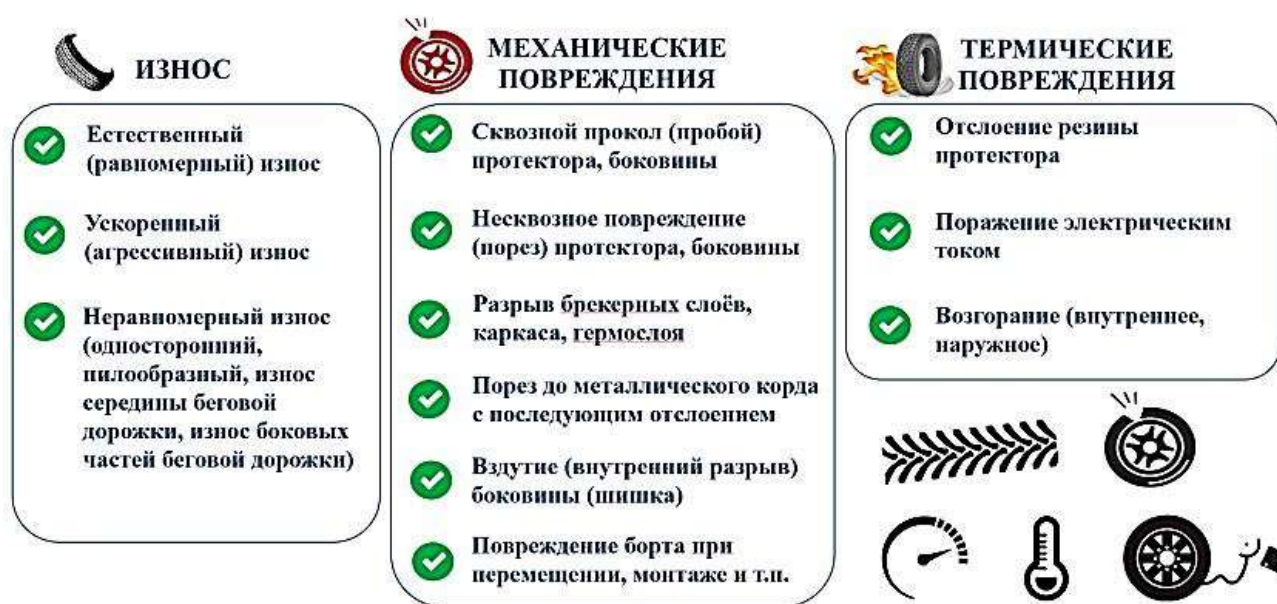 ИЗНОС
Естественный
(равномерный) износ
Ускоренный
(агрессивный) износ
Неравномерный износ
(односторонний,
пилообразный, износ
середины беговой
дорожки, износ боковых
частей беговой дорожки)
МЕХАНИЧЕСКИЕ
ПОВРЕЖДЕНИЯ
Сквозной прокол (пробой)
протектора, боковины
Несквозное повреждение
(порез) протектора, боковины
Разрыв брекерных слоёв,
каркаса, гермослоя
Порез до металлического корда
с последующим отслоением
Вздутие (внутренний разрыв)
боковины (шишка)
Повреждение борта при
перемещении, монтаже и т.п.
ТЕРМИЧЕСКИЕ
ПОВРЕЖДЕНИЯ
Отслоение резины
протектора
Поражение электрическим
током
Возгорание (внутреннее,
наружное)